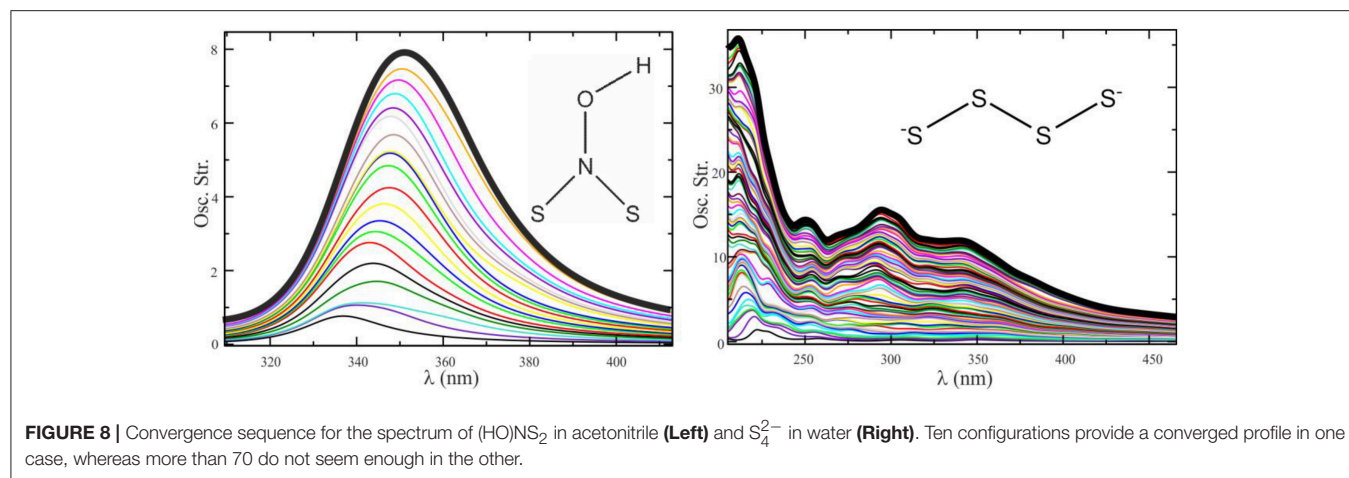 8
6
4
2
0
Osc. Str.
320
340
360
380
400
λ (nm)
H
O
N
S
S
30
20
10
0
Osc. Str.
250
300
350
400
450
λ (nm)
S
S⁻
⁻S
S
FIGURE 8 | Convergence sequence for the spectrum of (HO)NS₂ in acetonitrile (Left) and S₄²⁻ in water (Right). Ten configurations provide a converged profile in one
case, whereas more than 70 do not seem enough in the other.